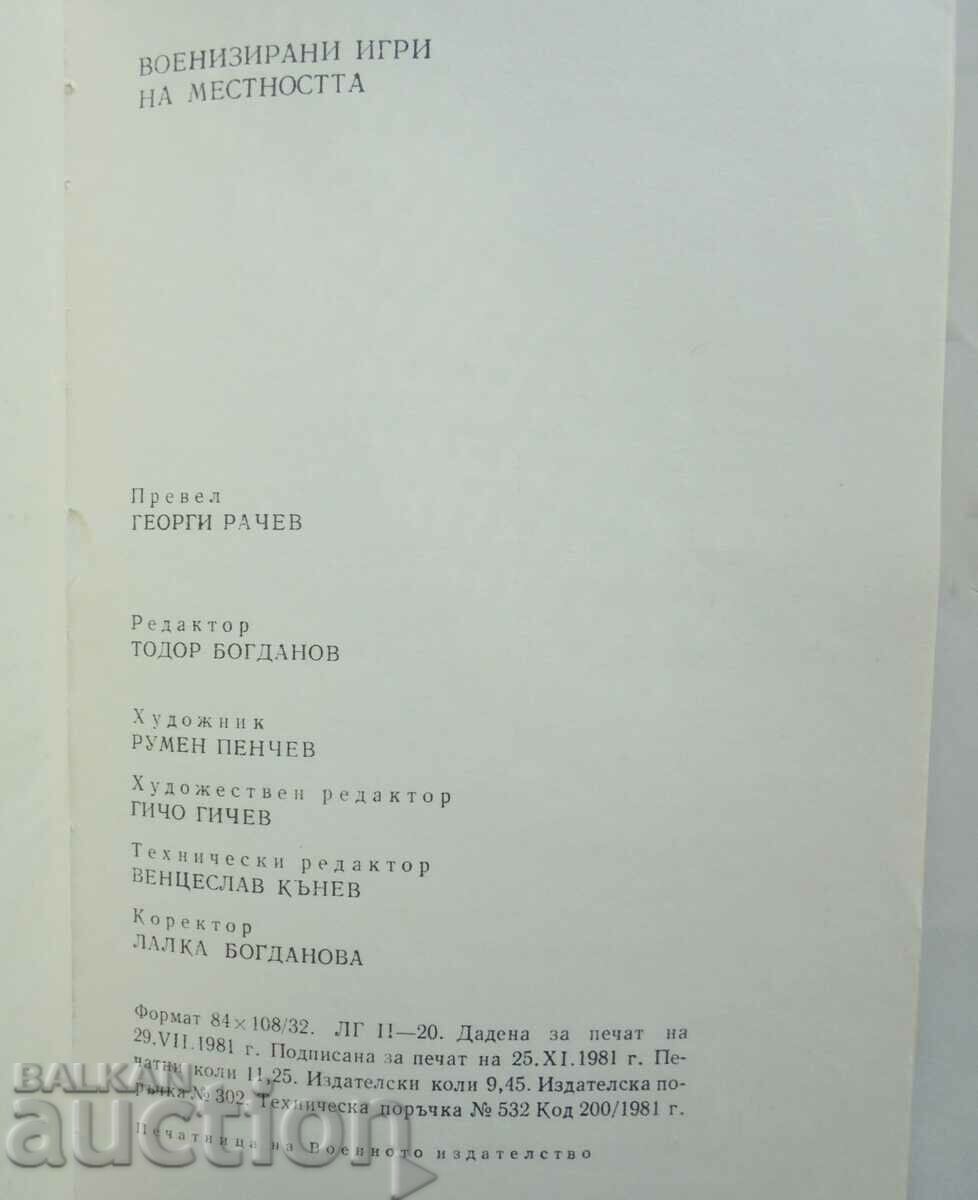 ВОЕНИЗИРАНИ ИГРИ
НА МЕСТНОСТТА
Превел
ГЕОРГИ РАЧЕВ
Редактор
ТОДОР БОГДАНОВ
Художник
РУМЕН ПЕНЧЕВ
Художествен редактор
ГИЧО ГИЧЕВ
Технически редактор
ВЕНЦЕСЛАВ КЪНЕВ
Коректор
ЛАЛКА БОГДАНОВА
Формат 84×108/32. ЛГ II—20. Дадена за печат на
29.VII.1981 г. Подписана за печат на 25.XI.1981 г. Пе-
чатни коли 11,25. Издателски коли 9,45. Издателска по-
ръчка № 302. Техническа поръчка № 532 Код 200/1981 г.
Печатница на Военното издателство
BALKAN
auction